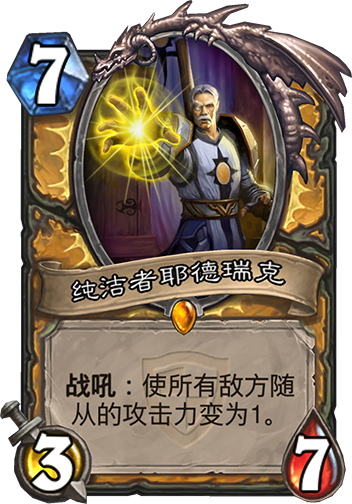 7
纯洁者耶德瑞克
战吼：使所有敌方随
从的攻击力变为1。
3
7